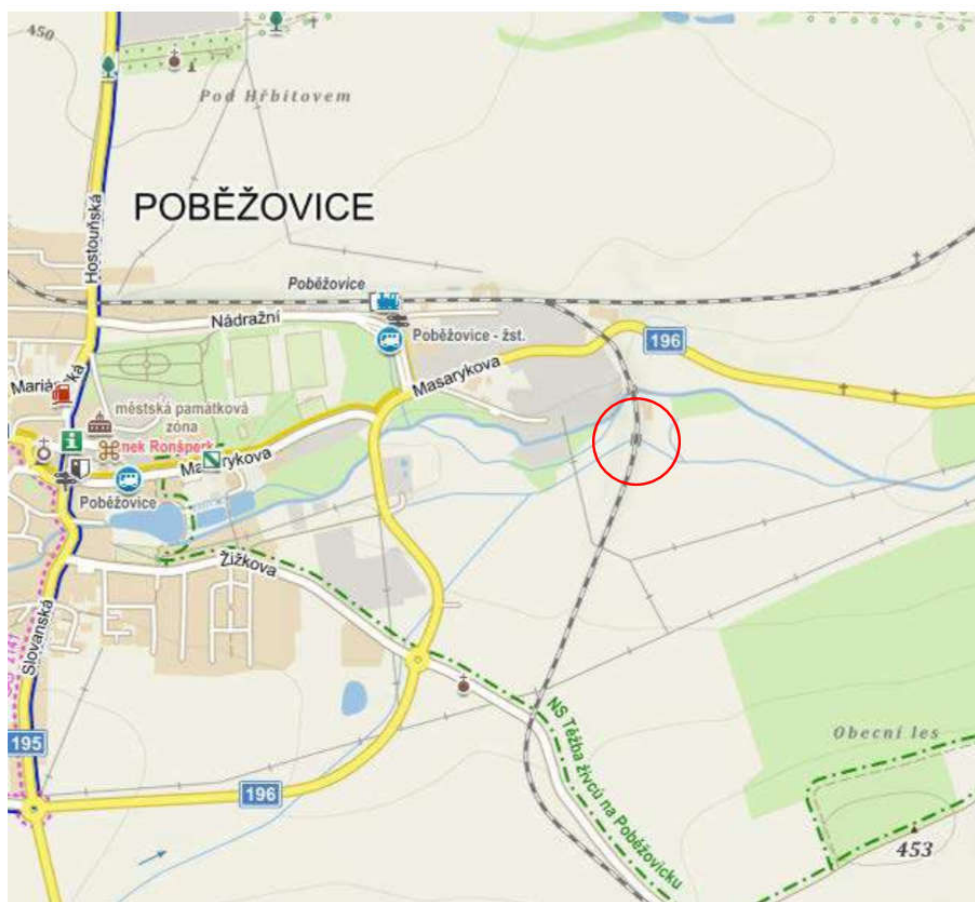 450
Pod Hřbitovem
POBĚŽOVICE
Hostouňská
Poběžovice
Nádražní
Poběžovice - žst.
196
Masarykova
městská památková
zóna
nek Ronšperk
Poběžovice
Žižkova
Slovanská
NS Těžba živců na Poběžovicku
Obecní les
195
196
453